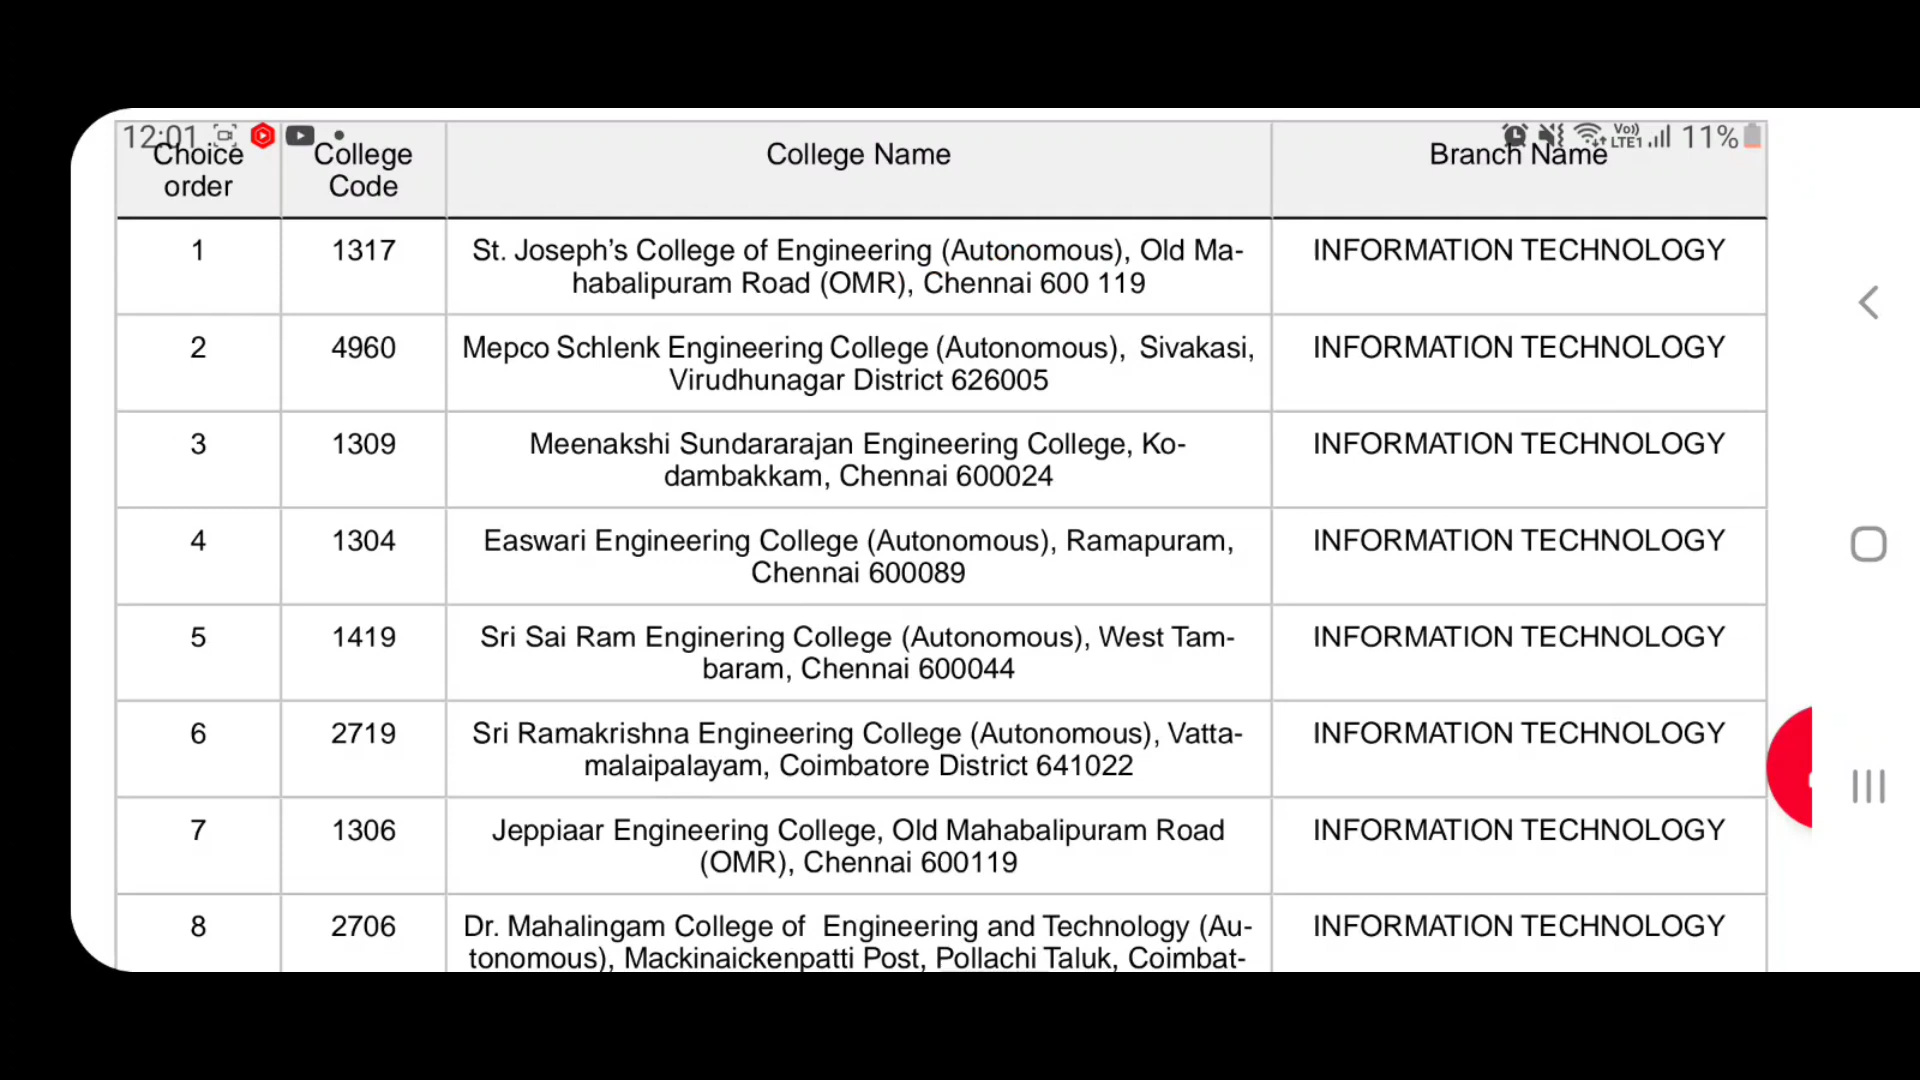 12:01 11%
Choice College College Name Branch Name
order Code
1 1317 St. Joseph’s College of Engineering (Autonomous), Old Ma- INFORMATION TECHNOLOGY
habalipuram Road (OMR), Chennai 600 119
2 4960 Mepco Schlenk Engineering College (Autonomous), Sivakasi, INFORMATION TECHNOLOGY
Virudhunagar District 626005
3 1309 Meenakshi Sundararajan Engineering College, Ko- INFORMATION TECHNOLOGY
dambakkam, Chennai 600024
4 1304 Easwari Engineering College (Autonomous), Ramapuram, INFORMATION TECHNOLOGY
Chennai 600089
5 1419 Sri Sai Ram Enginering College (Autonomous), West Tam- INFORMATION TECHNOLOGY
baram, Chennai 600044
6 2719 Sri Ramakrishna Engineering College (Autonomous), Vatta- INFORMATION TECHNOLOGY
malaipalayam, Coimbatore District 641022
7 1306 Jeppiaar Engineering College, Old Mahabalipuram Road INFORMATION TECHNOLOGY
(OMR), Chennai 600119
8 2706 Dr. Mahalingam College of Engineering and Technology (Au- INFORMATION TECHNOLOGY
tonomous), Mackinaickenpatti Post, Pollachi Taluk, Coimbat-